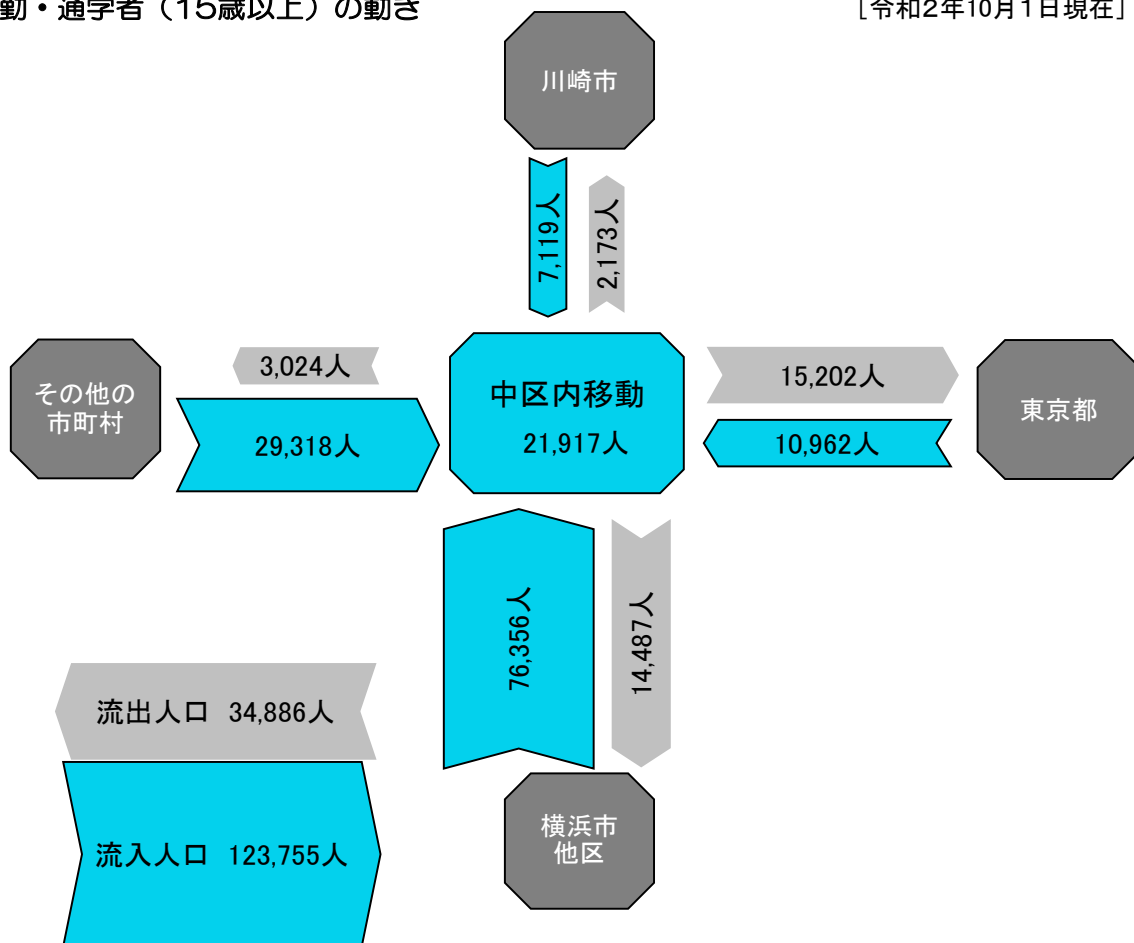 勤・通学者（15歳以上）の動き
［令和2年10月1日現在］
川崎市
7,119人
2,173人
その他の
市町村
3,024人
29,318人
中区内移動
21,917人
15,202人
10,962人
東京都
76,356人
14,487人
流出人口 34,886人
流入人口 123,755人
横浜市
他区